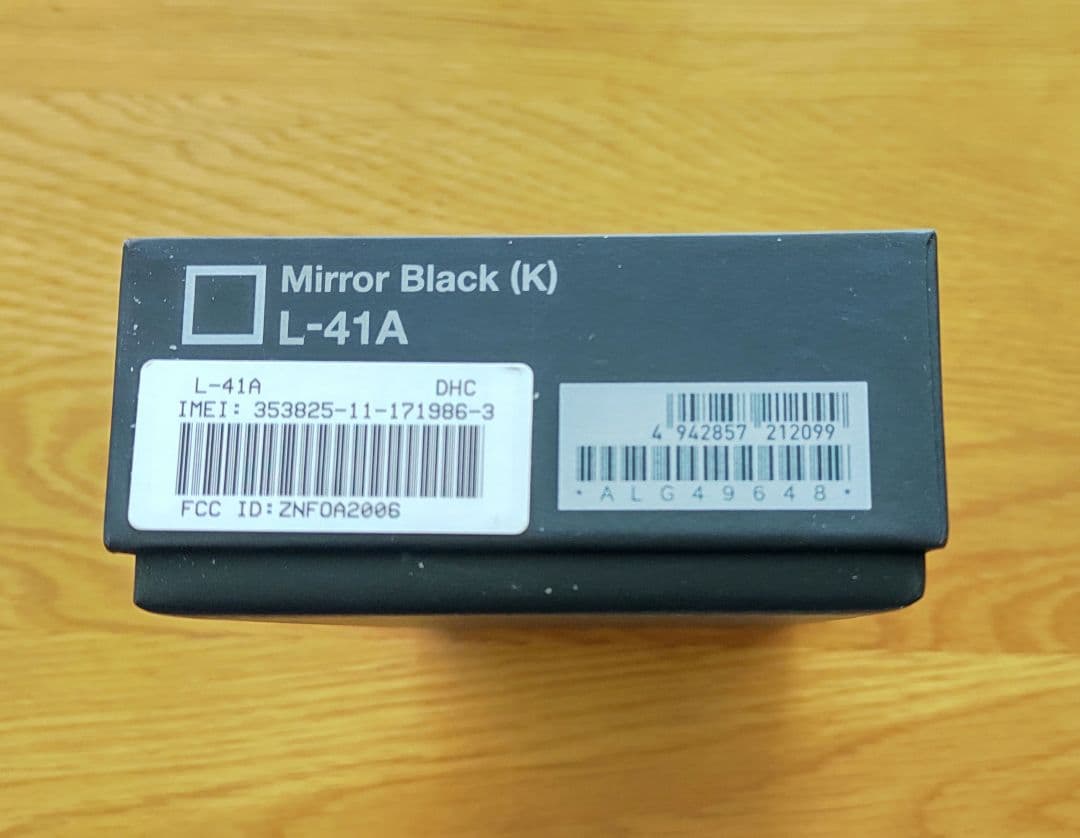 Mirror Black (K)
L-41A
L-41A DHC
IMEI: 353825-11-171986-3
FCC ID:ZNFOA2006
4 942857 212099
*ALG49648*